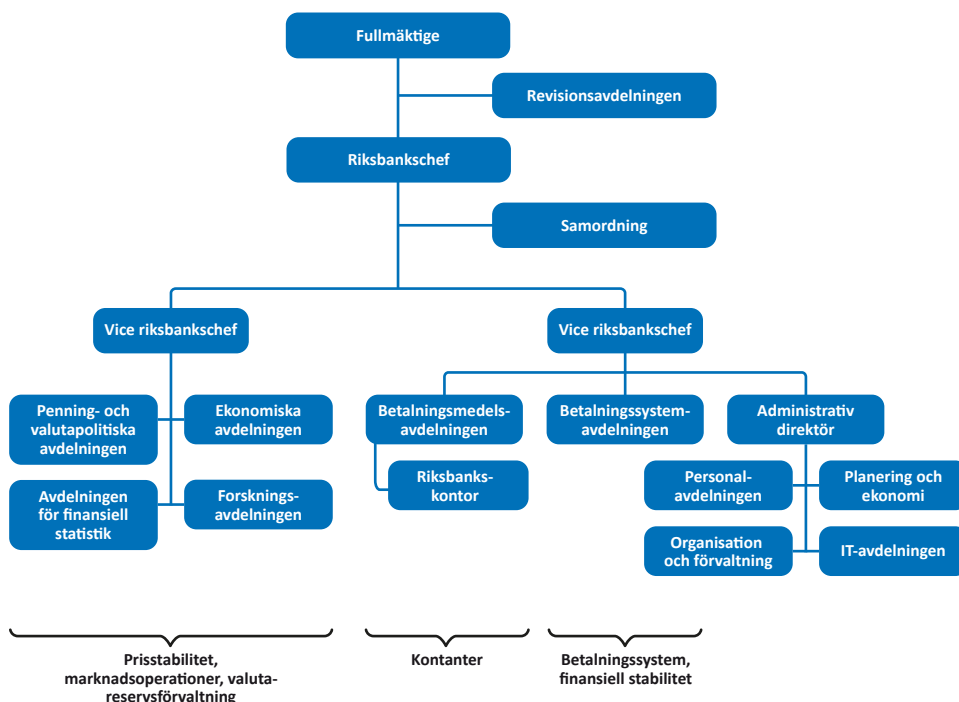 Fullmäktige
Revisionsavdelningen
Riksbankschef
Samordning
Vice riksbankschef
Vice riksbankschef
Penning- och
valutapolitiska
avdelningen
Ekonomiska
avdelningen
Avdelningen
för finansiell
statistik
Forsknings-
avdelningen
Betalningsmedels-
avdelningen
Riksbanks-
kontor
Betalningssystem-
avdelningen
Administrativ
direktör
Personal-
avdelningen
Planering och
ekonomi
Organisation
och förvaltning
IT-avdelningen
Prisstabilitet,
marknadsoperationer, valuta-
reservsförvaltning
Kontanter
Betalningssystem,
finansiell stabilitet